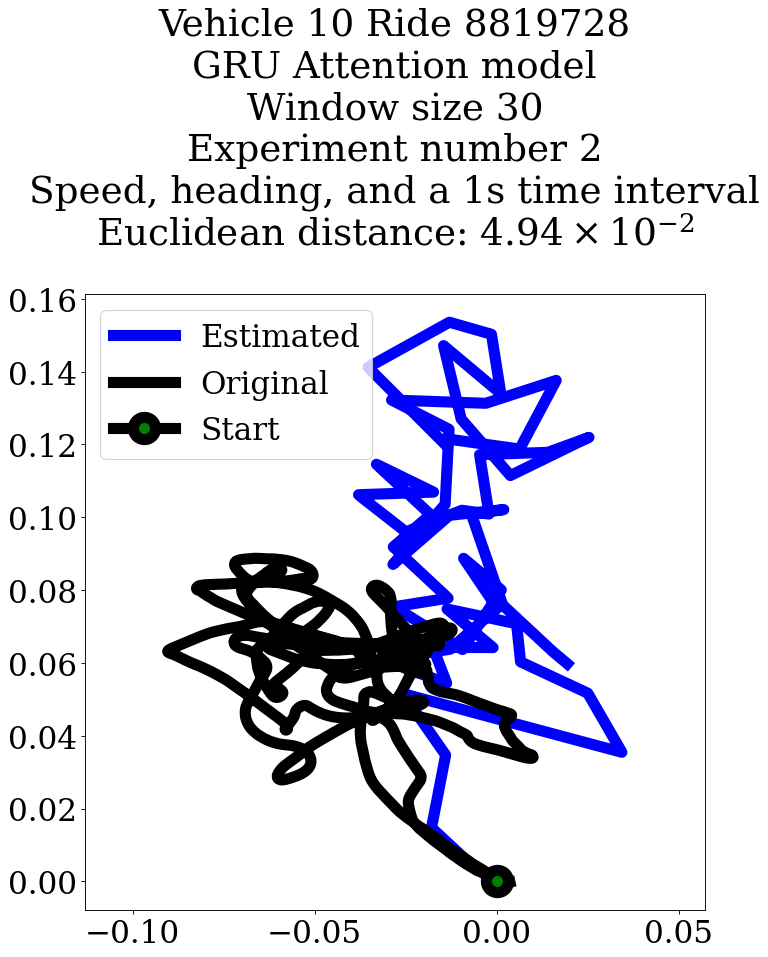 Vehicle 10 Ride 8819728
GRU Attention model
Window size 30
Experiment number 2
Speed, heading, and a 1s time interval
Euclidean distance: 4.94 × 10⁻²
0.16
0.14
0.12
0.10
0.08
0.06
0.04
0.02
0.00
Estimated
Original
Start
−0.10 −0.05 0.00 0.05